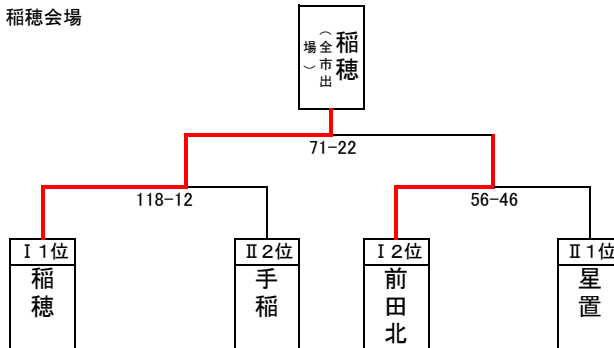 稲穂会場
稲穂
（全市出場）
71-22
118-12
56-46
Ⅰ1位
Ⅱ2位
Ⅰ2位
Ⅱ1位
稲穂
手稲
前田北
星置